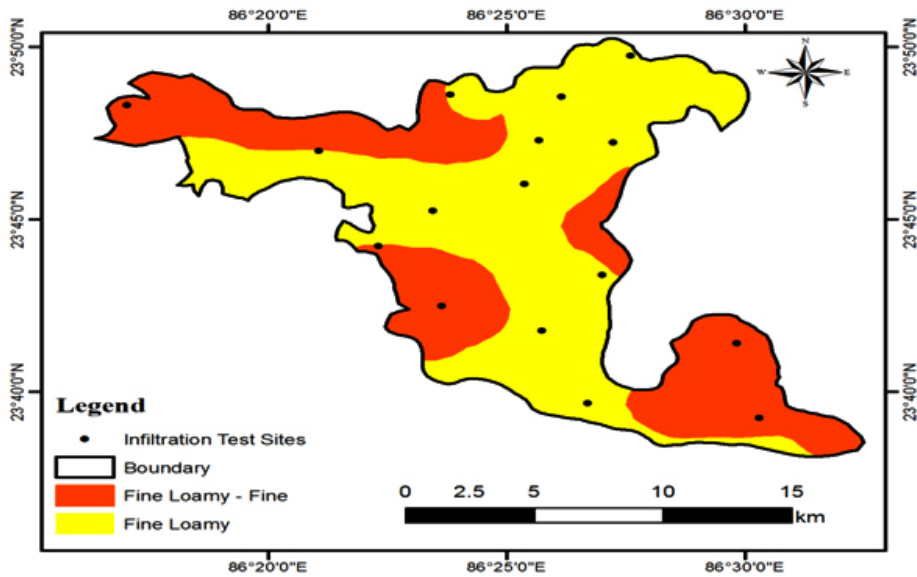 86°20'0"E 86°25'0"E 86°30'0"E
23°50'0"N 23°50'0"N
N
W E
S
23°45'0"N 23°45'0"N
23°40'0"N 23°40'0"N
Legend
Infiltration Test Sites
Boundary
Fine Loamy - Fine
Fine Loamy
0 2.5 5 10 15
km
86°20'0"E 86°25'0"E 86°30'0"E